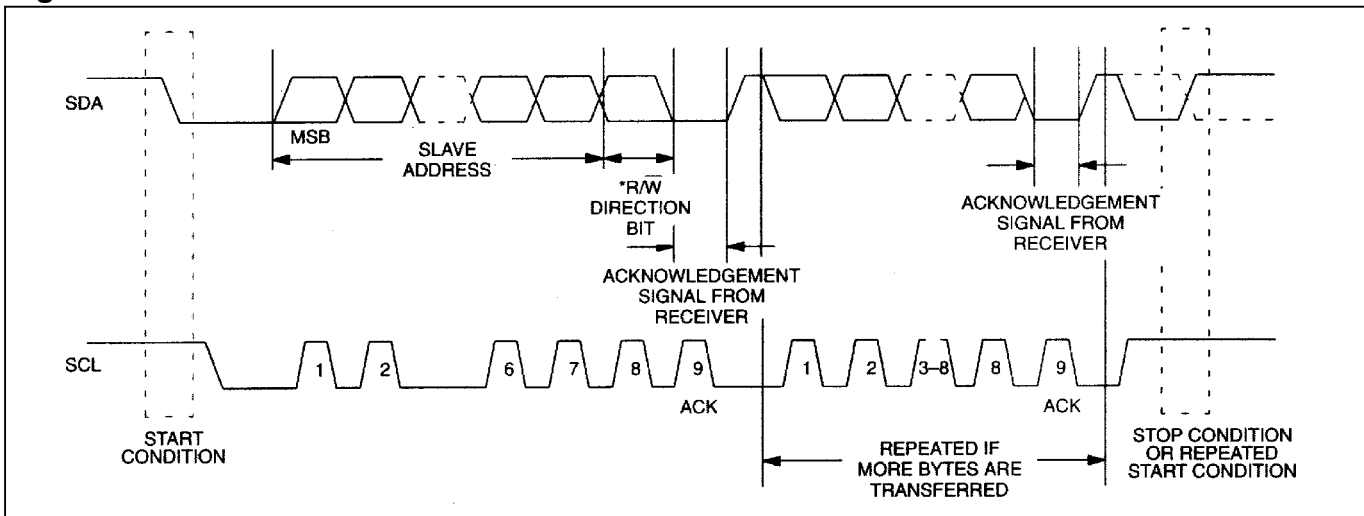 SDA
MSB
SLAVE
ADDRESS
*R/W̅
DIRECTION
BIT
ACKNOWLEDGEMENT
SIGNAL FROM
RECEIVER
ACKNOWLEDGEMENT
SIGNAL FROM
RECEIVER
SCL
1 2 6 7 8 9 1 2 3–8 8 9
ACK ACK
START
CONDITION
REPEATED IF
MORE BYTES ARE
TRANSFERRED
STOP CONDITION
OR REPEATED
START CONDITION